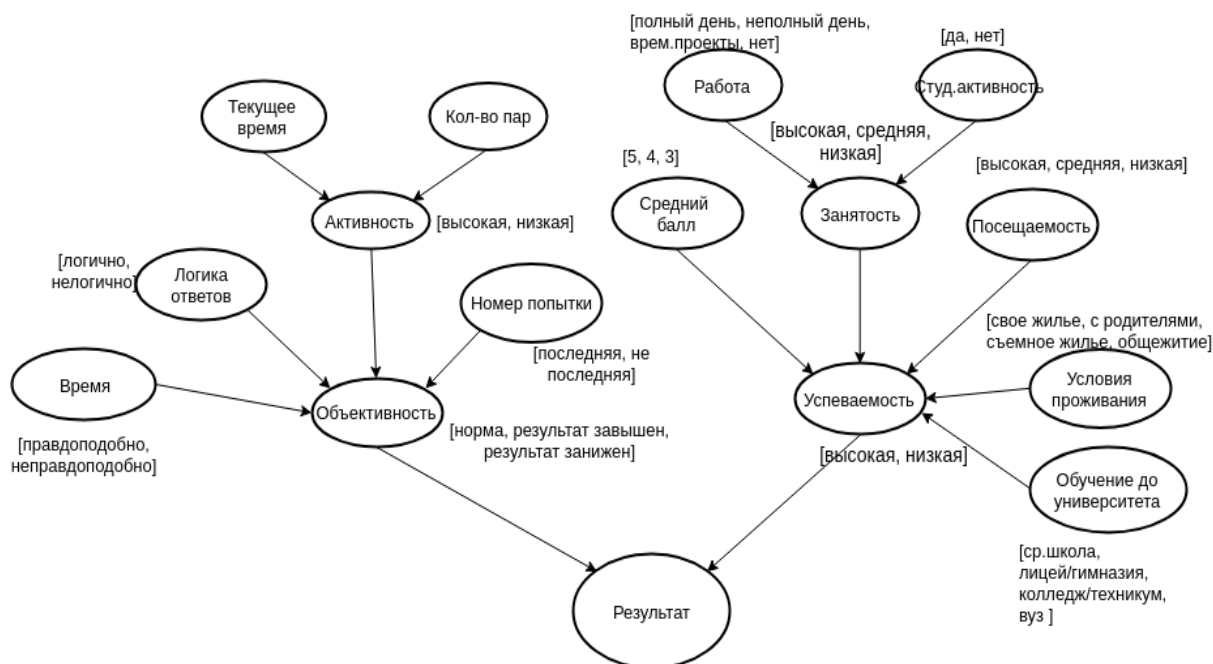 [полный день, неполный день,
врем.проекты, нет]
[да, нет]
Работа
Студ.активность
Текущее
время
Кол-во пар
[высокая, средняя,
низкая]
[5, 4, 3]
[высокая, средняя, низкая]
Средний
балл
Занятость
Посещаемость
Активность
[высокая, низкая]
[логично,
нелогично]
Логика
ответов
Номер попытки
[последняя, не
последняя]
[свое жилье, с родителями,
съемное жилье, общежитие]
Время
[правдоподобно,
неправдоподобно]
Объективность
[норма, результат завышен,
результат занижен]
Успеваемость
[высокая, низкая]
Условия
проживания
Обучение до
университета
[ср.школа,
лицей/гимназия,
колледж/техникум,
вуз ]
Результат